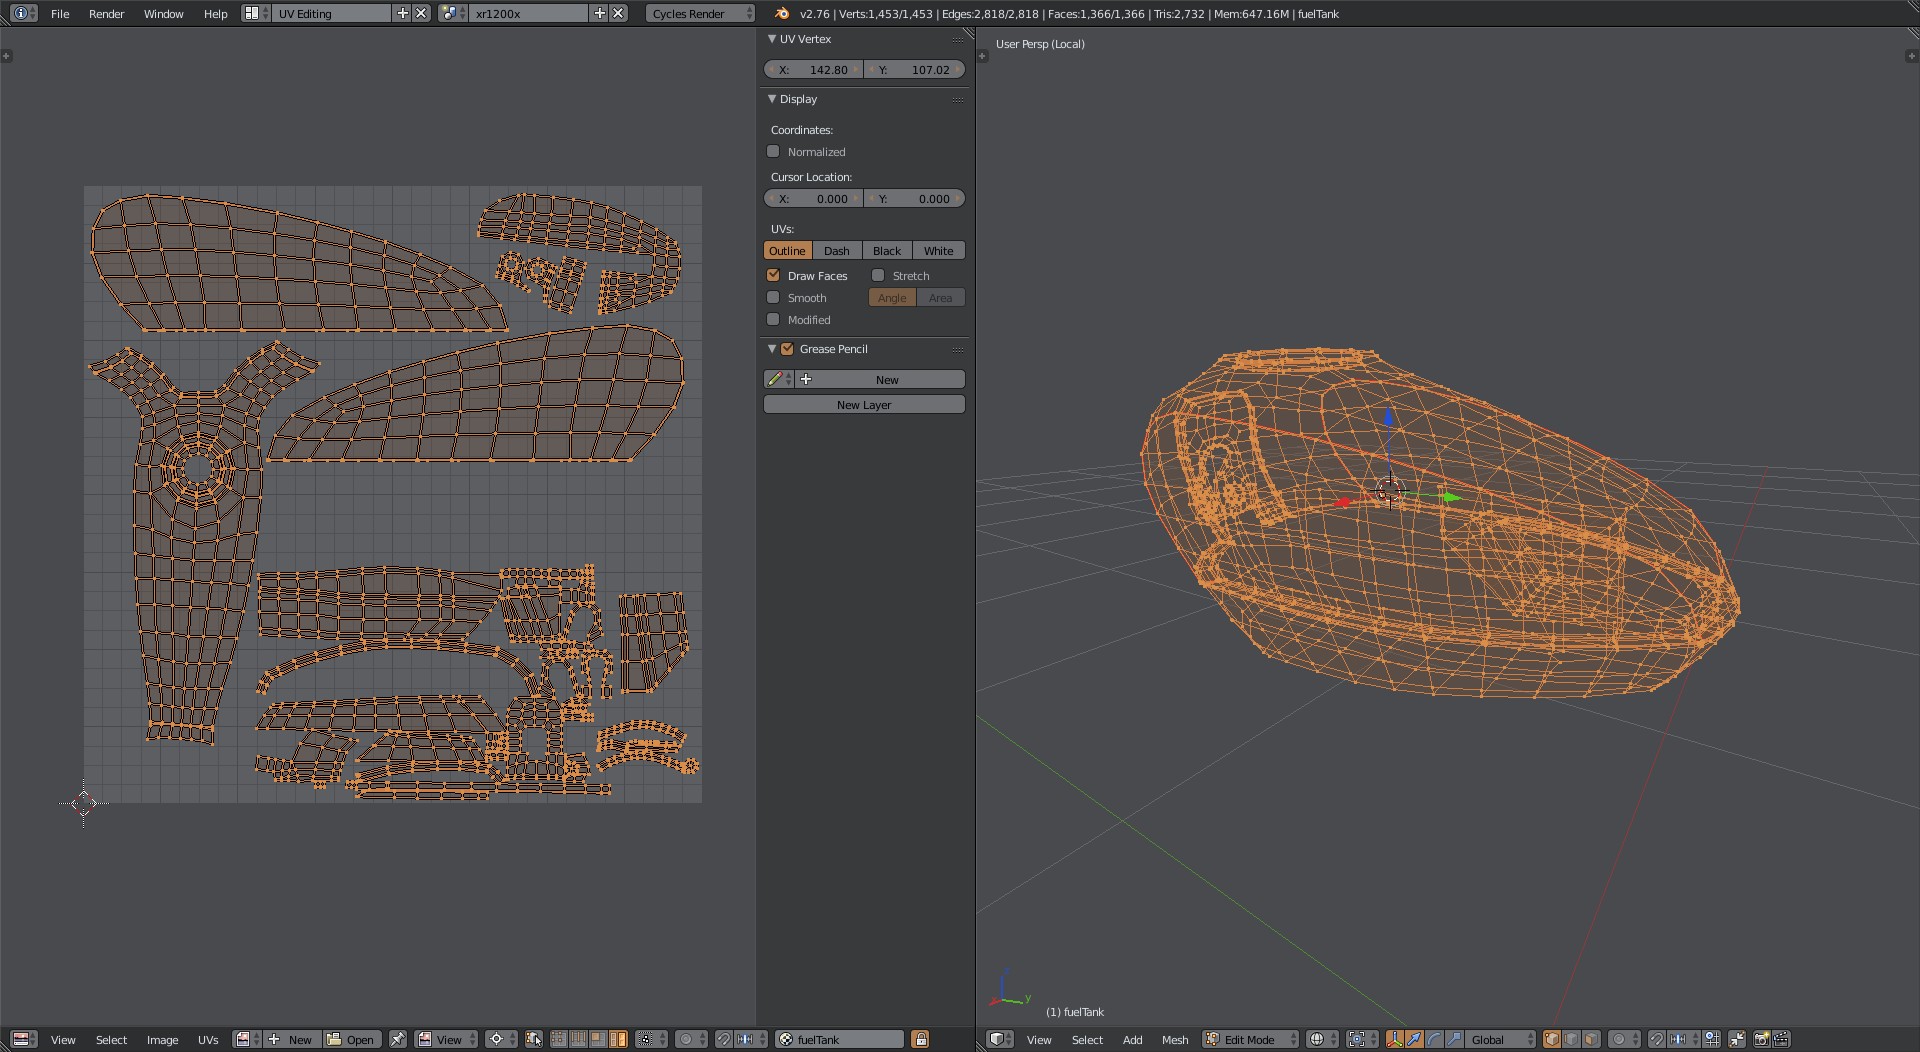 File Render Window Help UV Editing xr1200x Cycles Render v2.76 | Verts:1,453/1,453 | Edges:2,818/2,818 | Faces:1,366/1,366 | Tris:2,732 | Mem:647.16M | fuelTank
UV Vertex
X: 142.80 Y: 107.02
Display
Coordinates:
Normalized
Cursor Location:
X: 0.000 Y: 0.000
UVs:
Outline Dash Black White
Draw Faces Stretch
Smooth Angle Area
Modified
Grease Pencil
New
New Layer
User Persp (Local)
z
y
(1) fuelTank
View Select Image UVs New Open View fuelTank
View Select Add Mesh Edit Mode Global